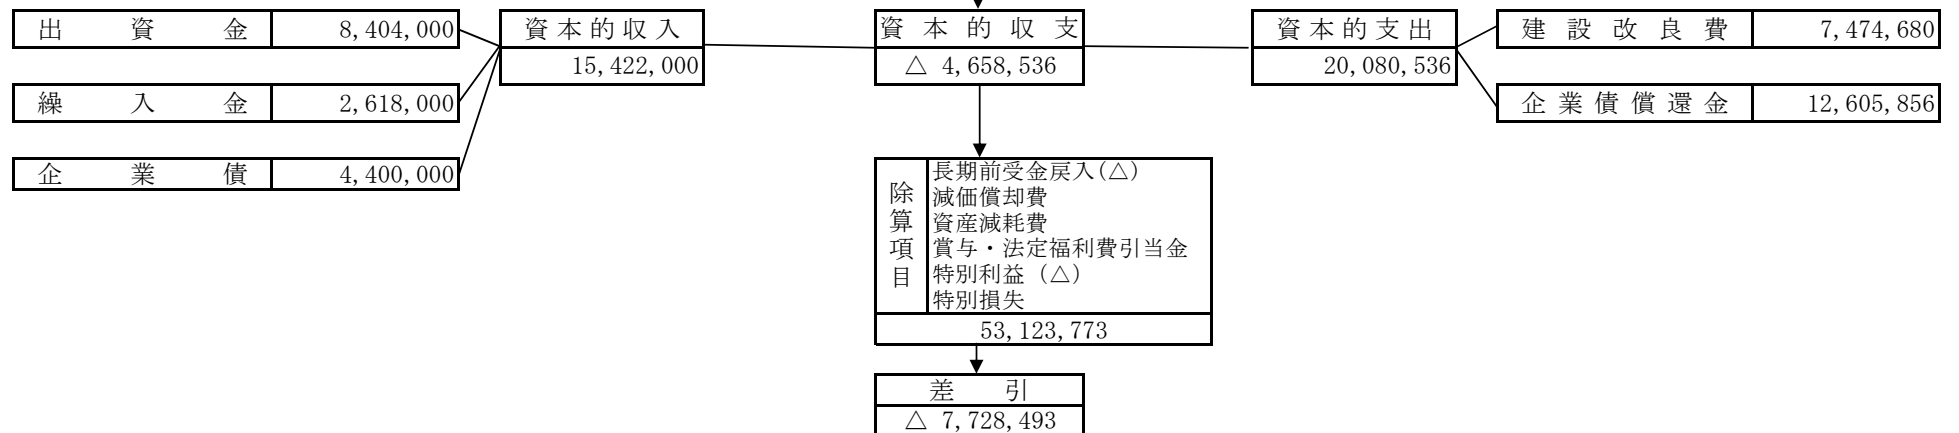 出資金 8,404,000
繰入金 2,618,000
企業債 4,400,000
資本的収入
15,422,000
資本的収支
△ 4,658,536
資本的支出
20,080,536
建設改良費 7,474,680
企業債償還金 12,605,856
除算項目
長期前受金戻入(△)
減価償却費
資産減耗費
賞与・法定福利費引当金
特別利益 (△)
特別損失
53,123,773
差引
△ 7,728,493